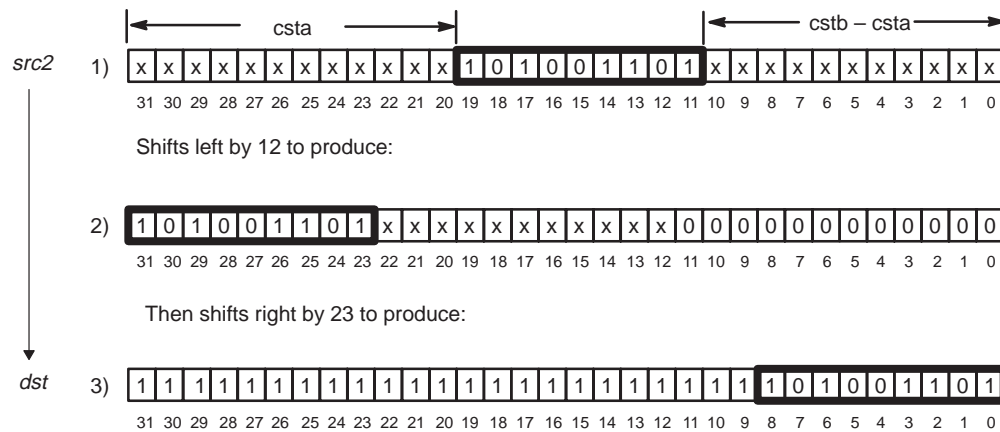 csta cstb – csta
src2 1) x x x x x x x x x x x x 1 0 1 0 0 1 1 0 1 x x x x x x x x x x x
31 30 29 28 27 26 25 24 23 22 21 20 19 18 17 16 15 14 13 12 11 10 9 8 7 6 5 4 3 2 1 0
Shifts left by 12 to produce:
2) 1 0 1 0 0 1 1 0 1 x x x x x x x x x x x 0 0 0 0 0 0 0 0 0 0 0 0
31 30 29 28 27 26 25 24 23 22 21 20 19 18 17 16 15 14 13 12 11 10 9 8 7 6 5 4 3 2 1 0
Then shifts right by 23 to produce:
dst 3) 1 1 1 1 1 1 1 1 1 1 1 1 1 1 1 1 1 1 1 1 1 1 1 1 0 1 0 0 1 1 0 1
31 30 29 28 27 26 25 24 23 22 21 20 19 18 17 16 15 14 13 12 11 10 9 8 7 6 5 4 3 2 1 0